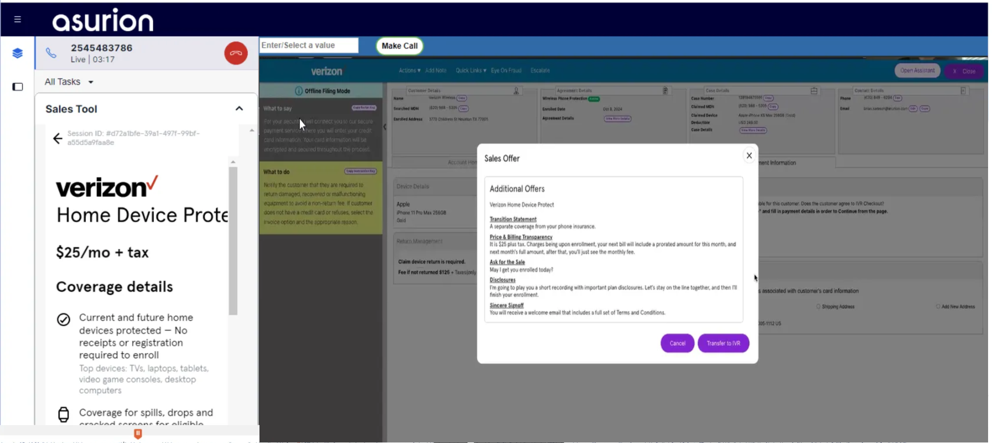 asurion
2545483786
Live | 03:17
Enter/Select a value
Make Call
All Tasks
Sales Tool
Session ID: #d72a1bfe-39a1-497f-99bf-
a55d5a9faa8e
verizon
Home Device Prote
$25/mo + tax
Coverage details
Current and future home
devices protected – No
receipts or registration
required to enroll
Top devices: TVs, laptops, tablets,
video game consoles, desktop
computers
Coverage for spills, drops and
cracked screens for eligible
verizon
Actions ▾ Add Note Quick Links ▾ Eye On Fraud Escalate
Open Assistant
X Close
Offline Filing Mode
What to say
For your security will connect you to our secure
payment service where you will enter your credit
card information. Your card information will be
encrypted and secured throughout the process.
What to do
Notify the customer that they are required to
return damaged, recovered or malfunctioning
equipment to avoid a non-return fee. If customer
does not have a credit card or refuses, select the
invoice option and the appropriate reason.
Customer Details
Name Verizon Wireless Copy
Searched MDN (820) 988 - 5305 Copy
Enrolled Address 5770 Childress St Houston TX 77005
Agreement Details
Wireless Phone Protection
Enrolled Date Oct 9, 2024
Agreement Details View More Details
Case Details
Case Number Copy
Claimed MDN (820) 988 - 5305 Copy
Claimed Device Apple iPhone XS Max 256GB (Gold)
Deductible USD 249.00
Case Details View More Details
Contact Details
Phone (620) 849 - 6204
Email
Account Hom
ment Information
Device Details
Apple
iPhone 11 Pro Max 256GB
Gold
Return Management
Claim device return is required.
Fee if not returned $125 + Taxes(only
Sales Offer
X
Additional Offers
Verizon Home Device Protect
Transition Statement
A separate coverage from your phone insurance.
Price & Billing Transparency
It is $25 plus tax. Charges being upon enrollment, your next bill will include a prorated amount for this month, and
next month's full amount, after that, you'll just see the monthly fee.
Ask for the Sale
May I get you enrolled today?
Disclosures
I'm going to play you a short recording with important plan disclosures. Let's stay on the line together, and then I'll
finish your enrollment.
Sincere Signoff
You will receive a welcome email that includes a full set of Terms and Conditions.
Cancel
Transfer to IVR
ble for this customer. Does the customer agree to IVR Checkout?
" and fill in payment details in order to Continue from the page.
s associated with customer's card information
Shipping Address
Add New Address
005-1112 US